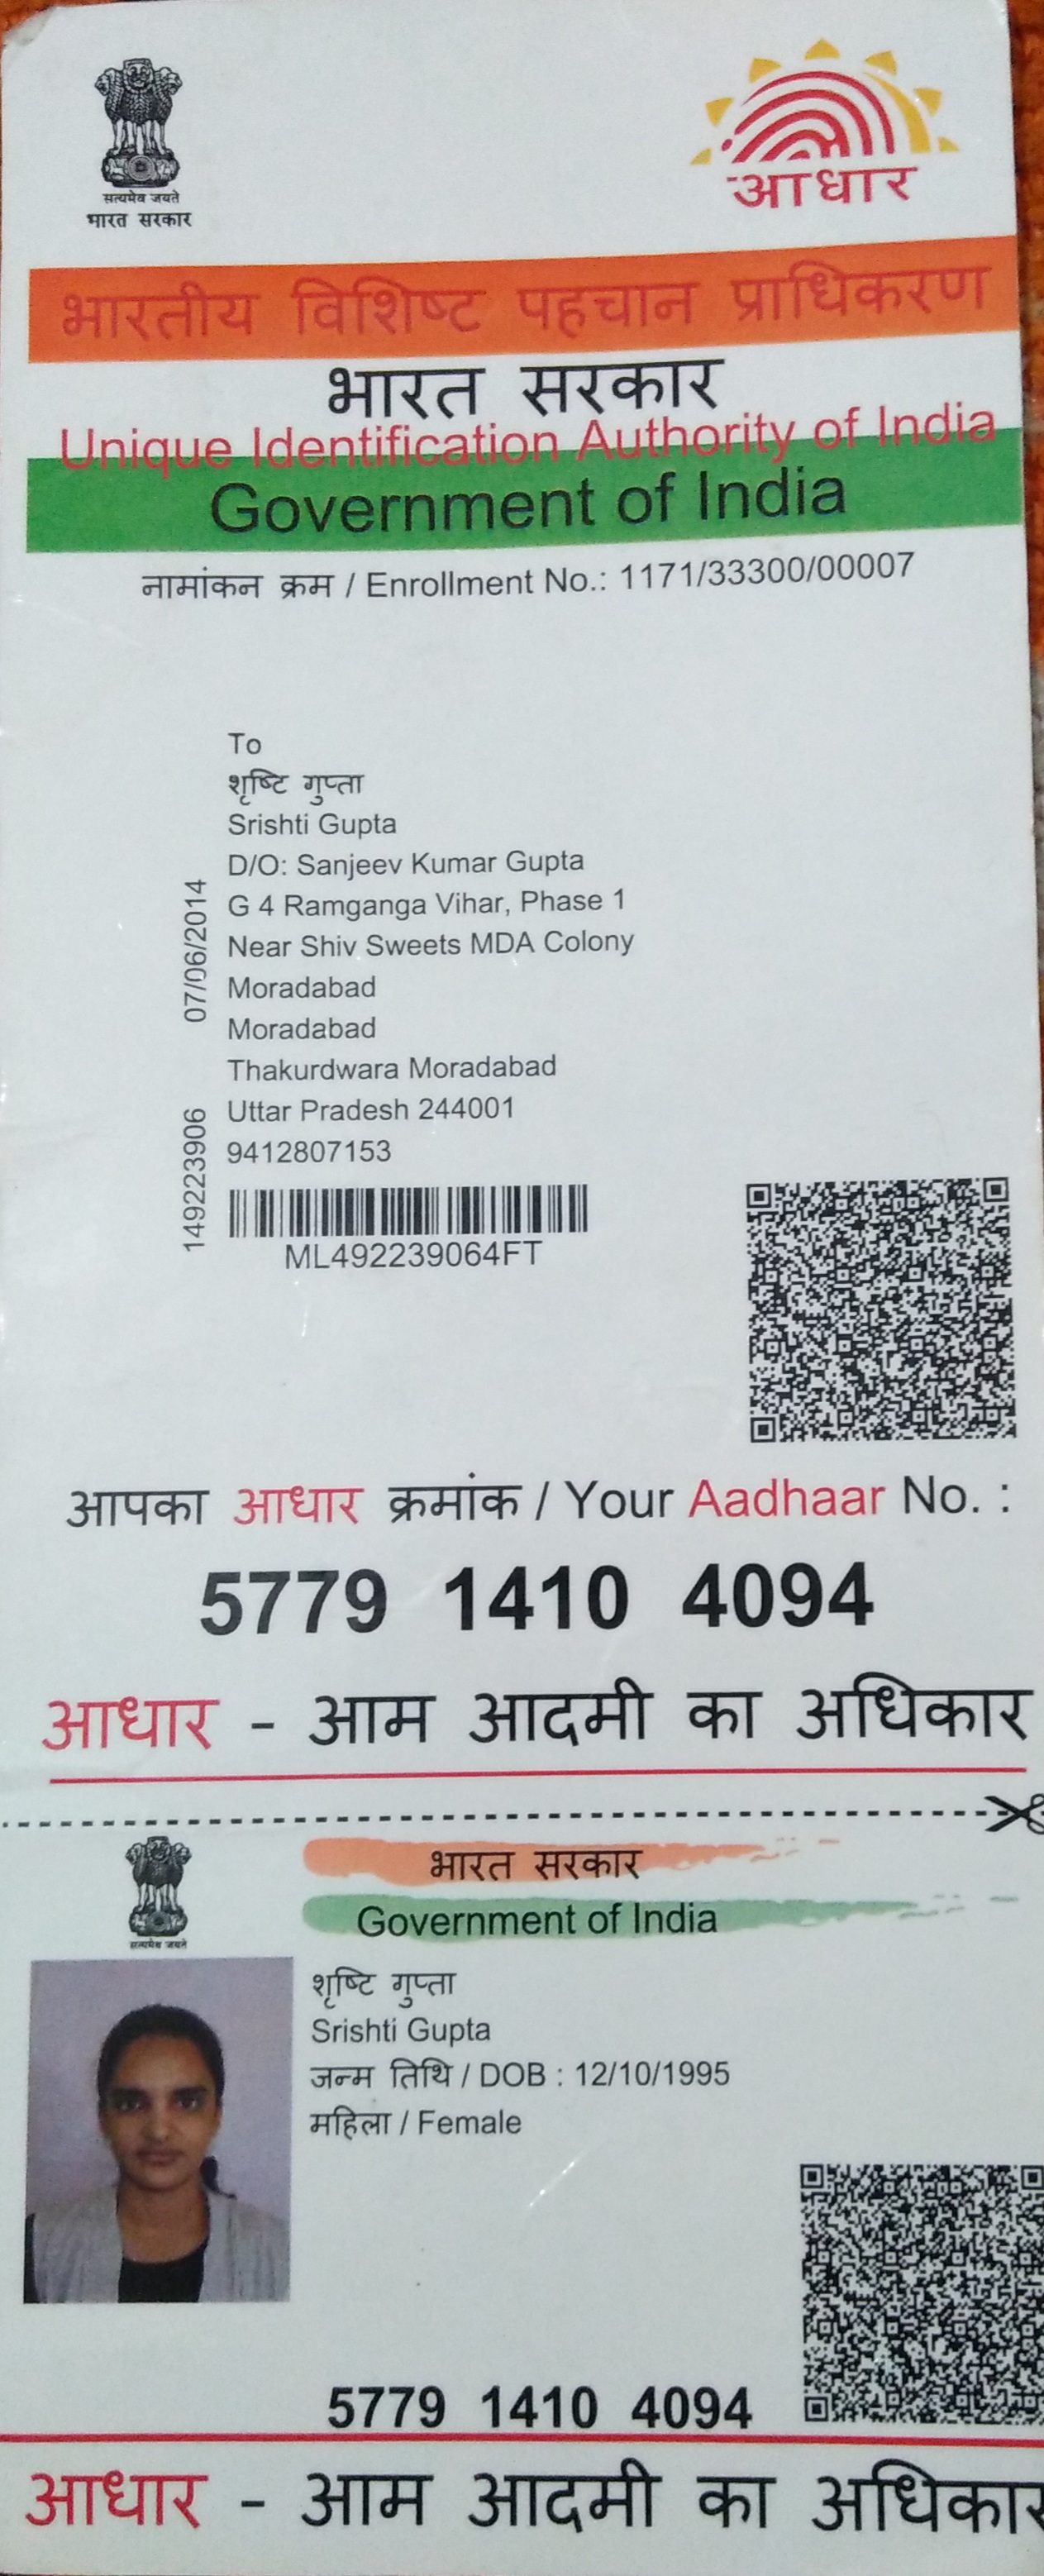 सत्यमेव जयते
भारत सरकार
आधार
भारतीय विशिष्ट पहचान प्राधिकरण
भारत सरकार
Unique Identification Authority of India
Government of India
नामांकन क्रम / Enrollment No.: 1171/33300/00007
To
शृष्टि गुप्ता
Srishti Gupta
D/O: Sanjeev Kumar Gupta
G 4 Ramganga Vihar, Phase 1
Near Shiv Sweets MDA Colony
Moradabad
Moradabad
Thakurdwara Moradabad
Uttar Pradesh 244001
9412807153
07/06/2014
149223906
ML492239064FT
आपका आधार क्रमांक / Your Aadhaar No. :
5779 1410 4094
आधार - आम आदमी का अधिकार
सत्यमेव जयते
भारत सरकार
Government of India
शृष्टि गुप्ता
Srishti Gupta
जन्म तिथि / DOB : 12/10/1995
महिला / Female
5779 1410 4094
आधार - आम आदमी का अधिकार